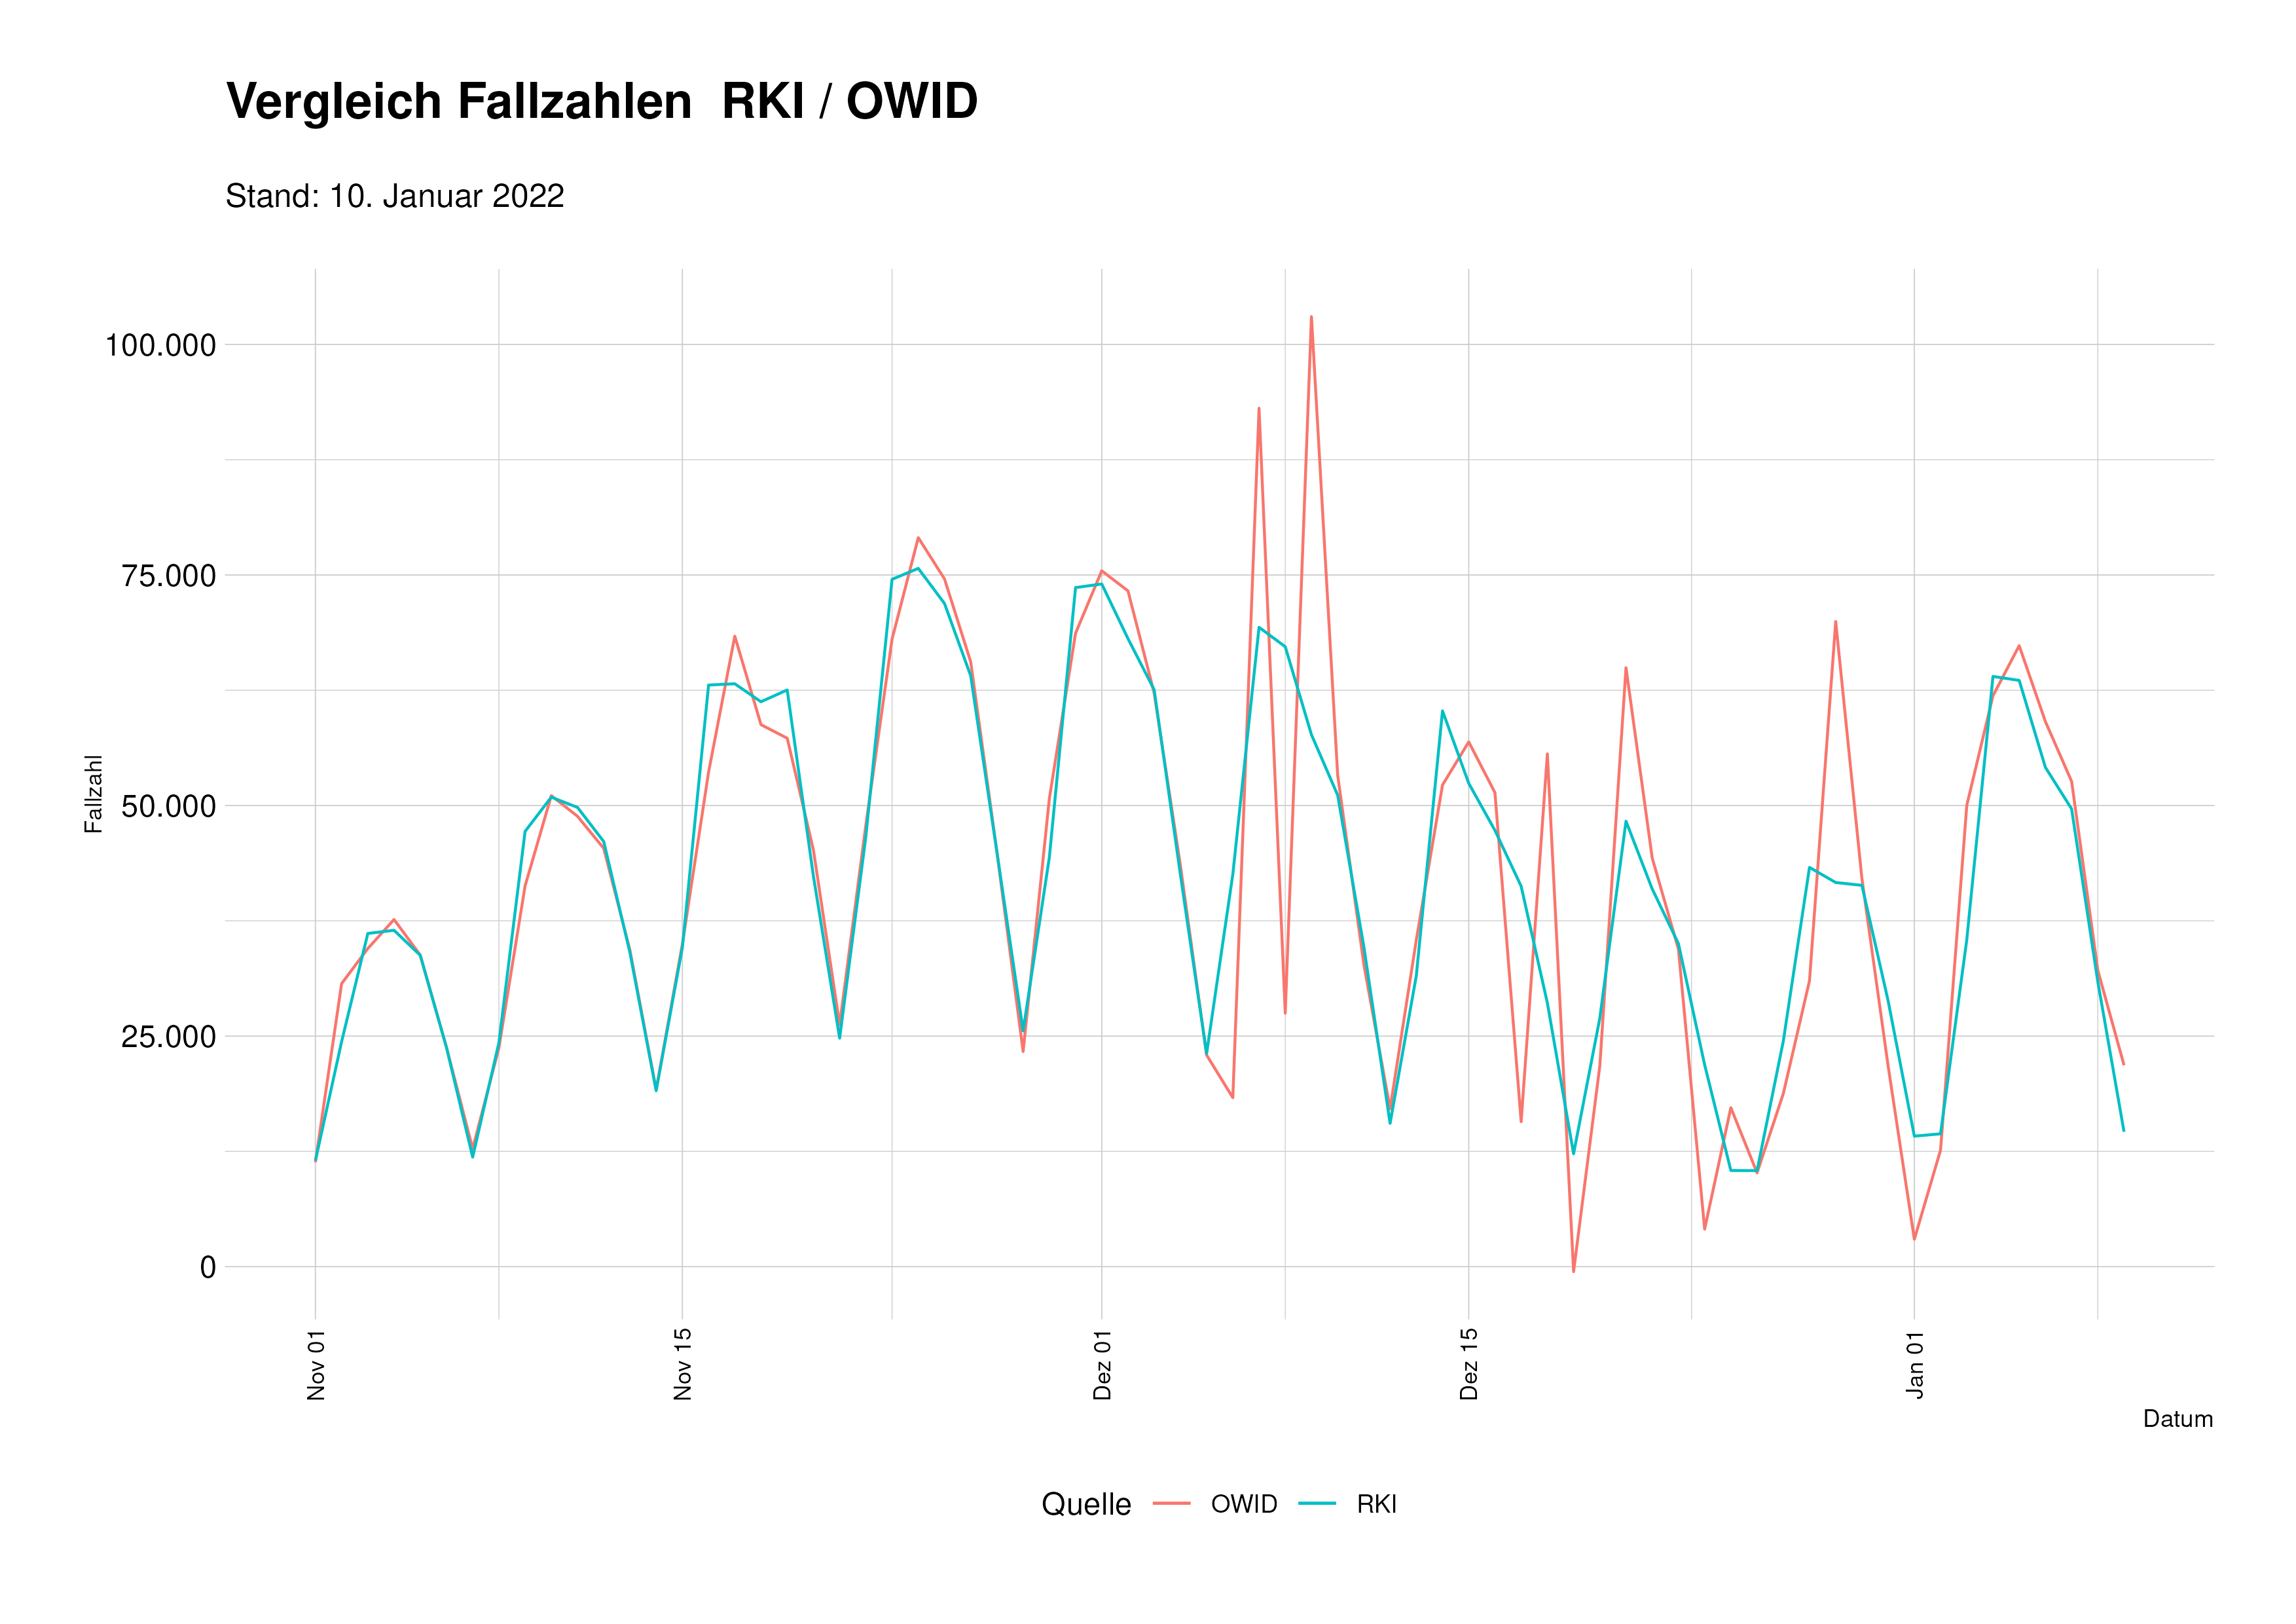 Vergleich Fallzahlen  RKI / OWID
Stand: 10. Januar 2022
100.000
75.000
50.000
25.000
0
Fallzahl
Nov 01
Nov 15
Dez 01
Dez 15
Jan 01
Datum
Quelle OWID RKI